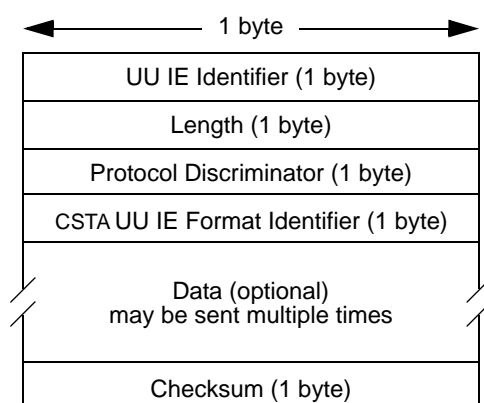 1 byte
UU IE Identifier (1 byte)
Length (1 byte)
Protocol Discriminator (1 byte)
CSTA UU IE Format Identifier (1 byte)
Data (optional)
may be sent multiple times
Checksum (1 byte)